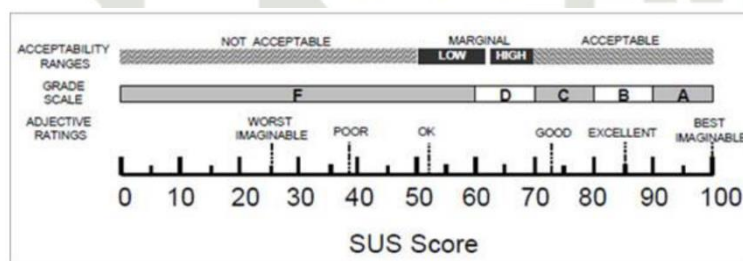 ACCEPTABILITY RANGES
NOT ACCEPTABLE
MARGINAL
ACCEPTABLE
LOW
HIGH
GRADE SCALE
F
D
C
B
A
ADJECTIVE RATINGS
WORST IMAGINABLE
POOR
OK
GOOD
EXCELLENT
BEST IMAGINABLE
0 10 20 30 40 50 60 70 80 90 100
SUS Score